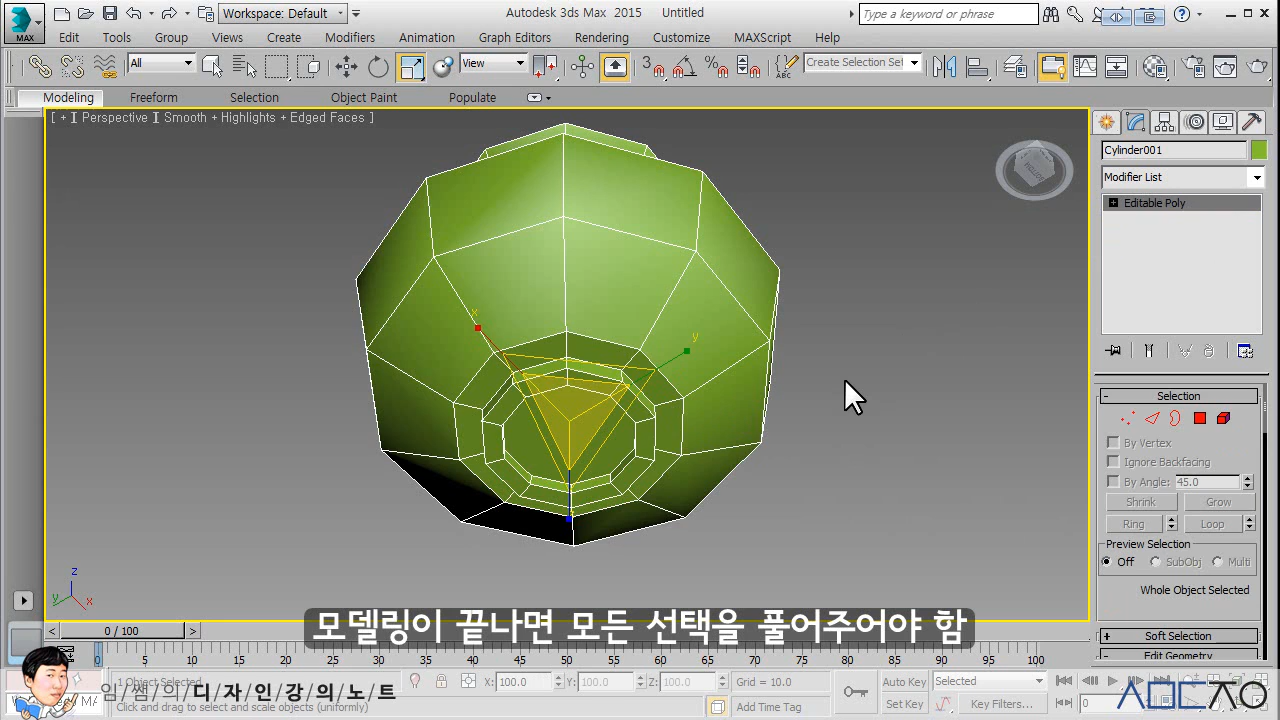 Workspace: Default
Autodesk 3ds Max 2015 Untitled
Type a keyword or phrase
MAX
Edit Tools Group Views Create Modifiers Animation Graph Editors Rendering Customize MAXScript Help
All
View
Create Selection Set
Modeling Freeform Selection Object Paint Populate
[ + ] Perspective ] Smooth + Highlights + Edged Faces ]
Cylinder001
Modifier List
Editable Poly
x
y
Selection
By Vertex
Ignore Backfacing
By Angle: 45.0
Shrink Grow
Ring Loop
Preview Selection
Off SubObj Multi
Whole Object Selected
Soft Selection
Edit Geometry
z
y x
모델링이 끝나면 모든 선택을 풀어주어야 함
0 / 100
0 5 10 15 20 25 30 35 40 45 50 55 60 65 70 75 80 85 90 95 100
1 Object Selected
X: 100.0 Y: 100.0 Z: 100.0
Grid = 10.0
Auto Key Selected
임/쌤/의/디/자/인/강/의/노/트
Click and drag to select and scale objects (uniformly)
Add Time Tag
Set Key Key Filters...
0